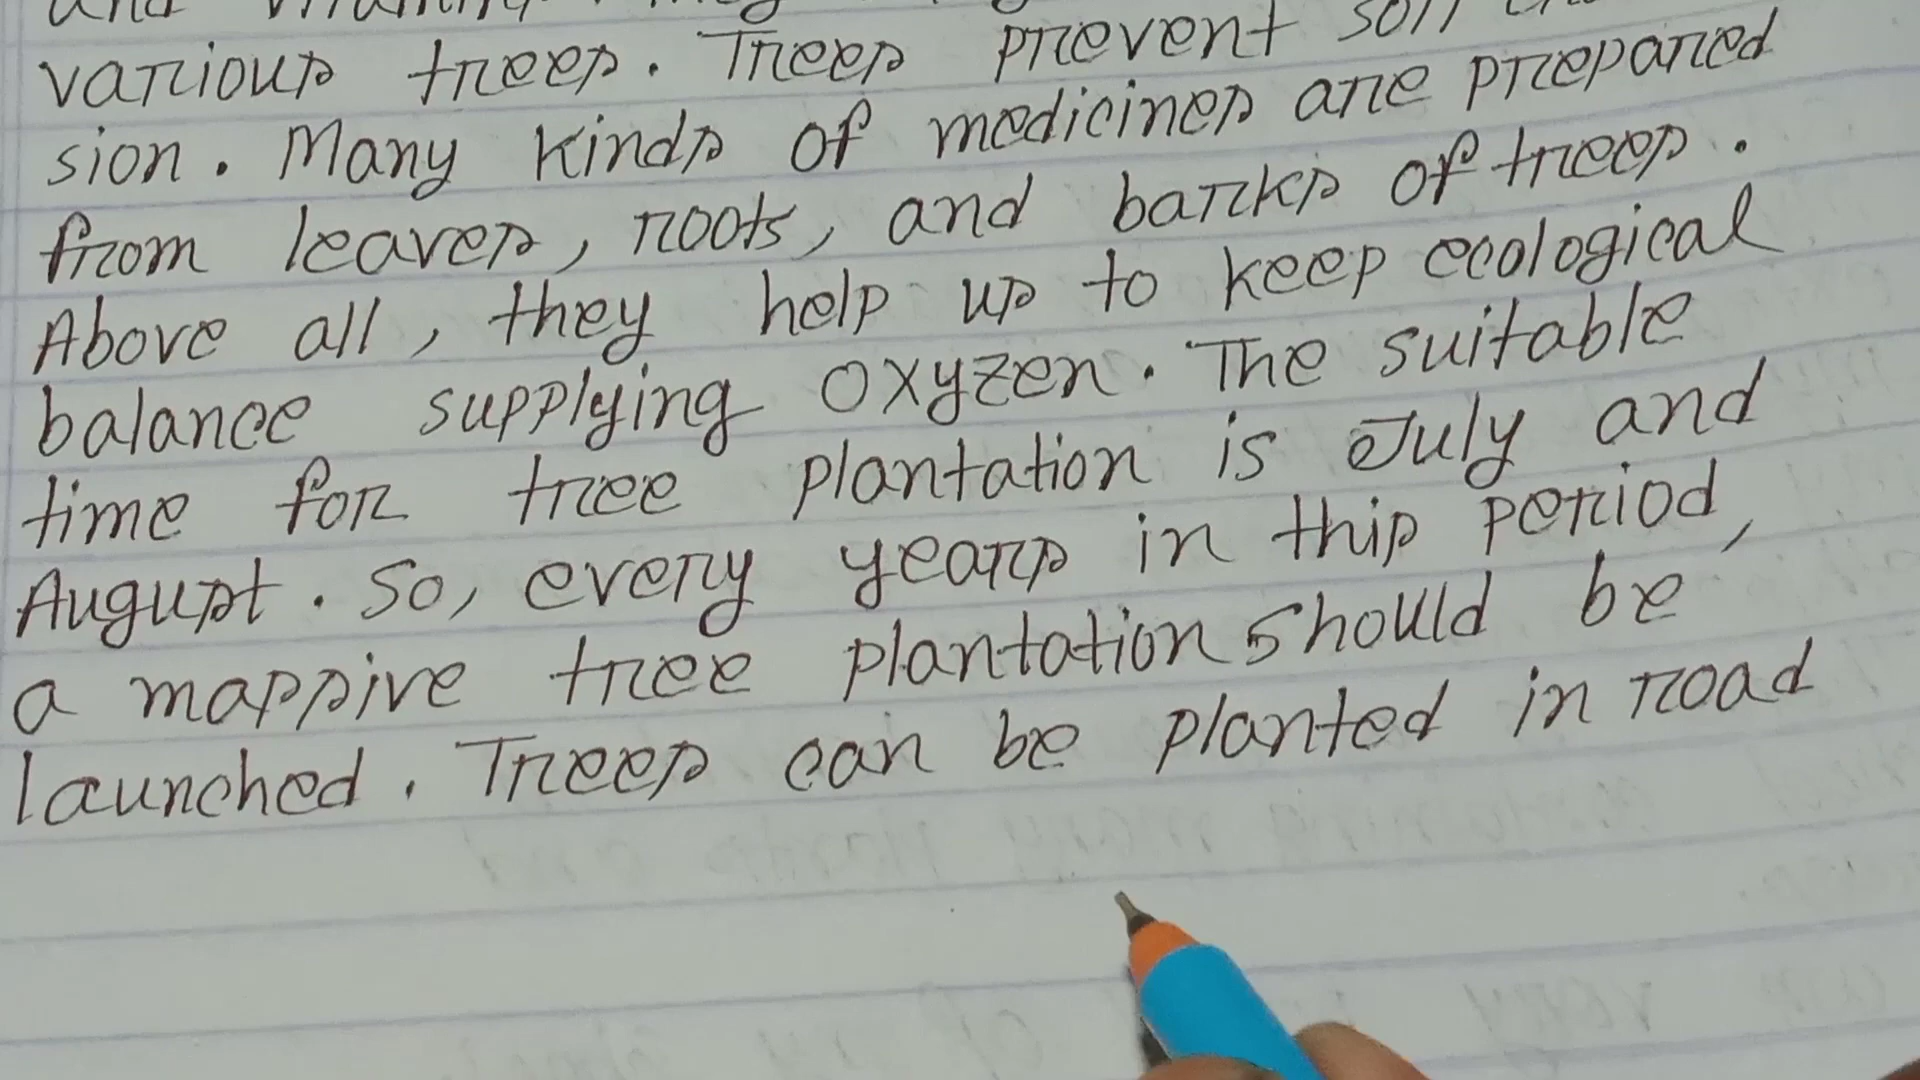 and
various trees. Trees prevent soil
sion. Many kinds of medicines are prepared
from leaves, roots, and barks of trees.
Above all, they help us to keep ecological
balance supplying oxyzen. The suitable
time for tree plantation is July and
August. So, every years in this period,
a massive tree plantation should be
launched. Trees can be planted in road